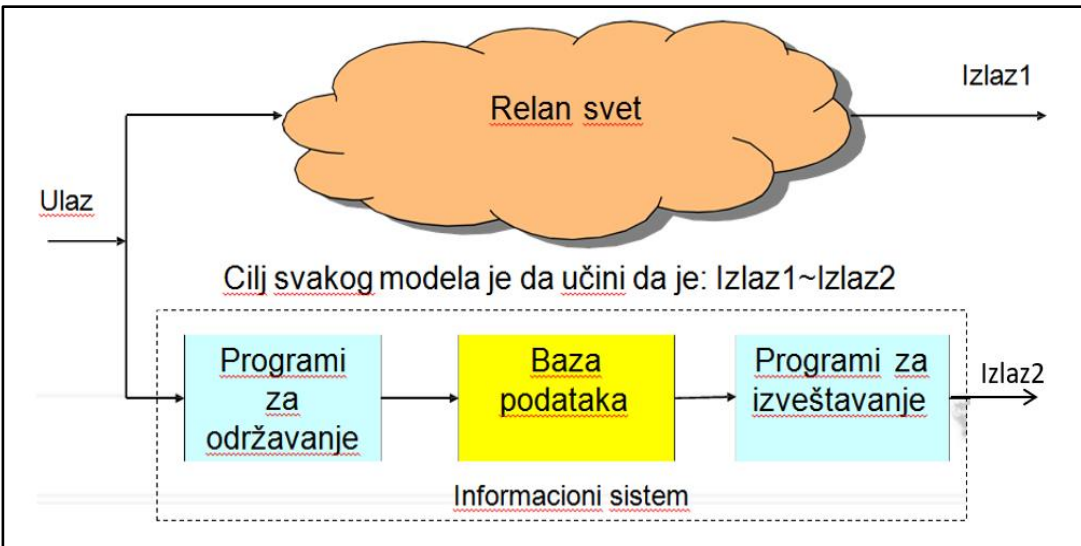 Relan svet
Izlaz1
Ulaz
Cilj svakog modela je da učini da je: Izlaz1~Izlaz2
Programi
za
održavanje
Baza
podataka
Programi za
izveštavanje
Izlaz2
Informacioni sistem